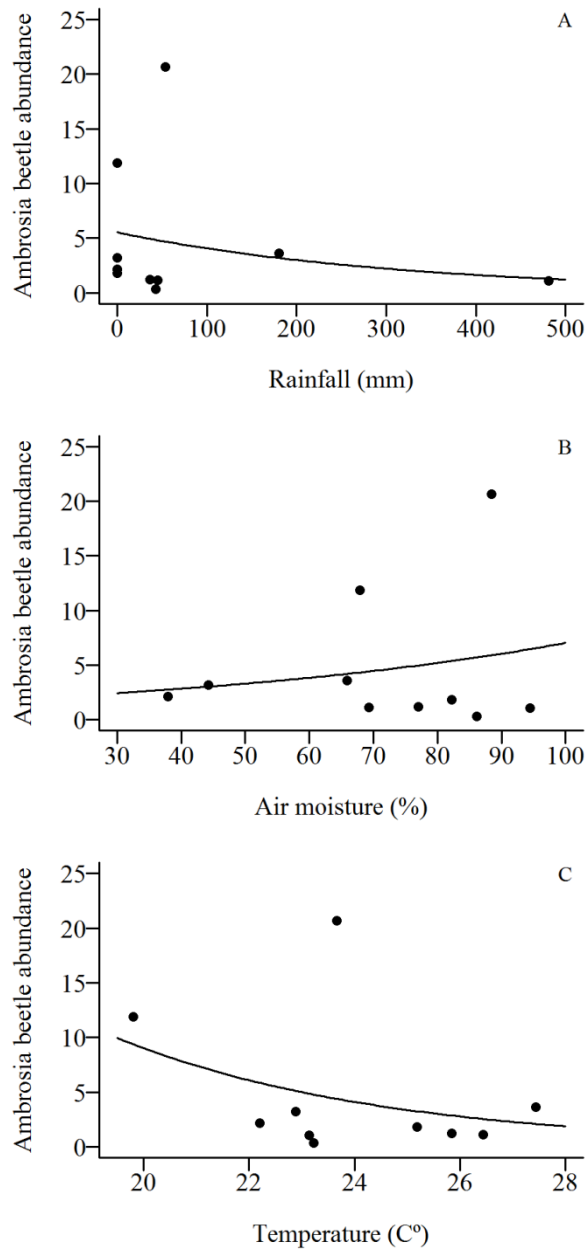 A
Ambrosia beetle abundance
25
20
15
10
5
0
0 100 200 300 400 500
Rainfall (mm)
B
Ambrosia beetle abundance
25
20
15
10
5
0
30 40 50 60 70 80 90 100
Air moisture (%)
C
Ambrosia beetle abundance
25
20
15
10
5
0
20 22 24 26 28
Temperature (Cº)